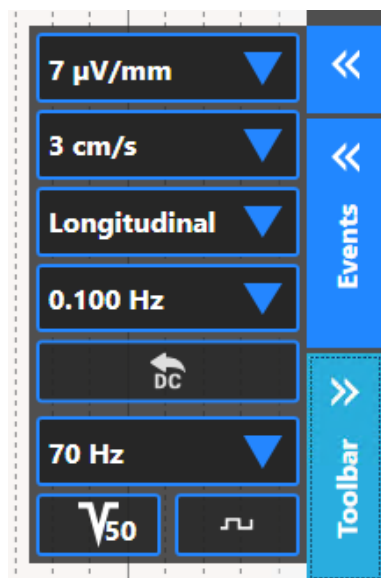 7 µV/mm
3 cm/s
Longitudinal
0.100 Hz
DC
70 Hz
50
Events
Toolbar